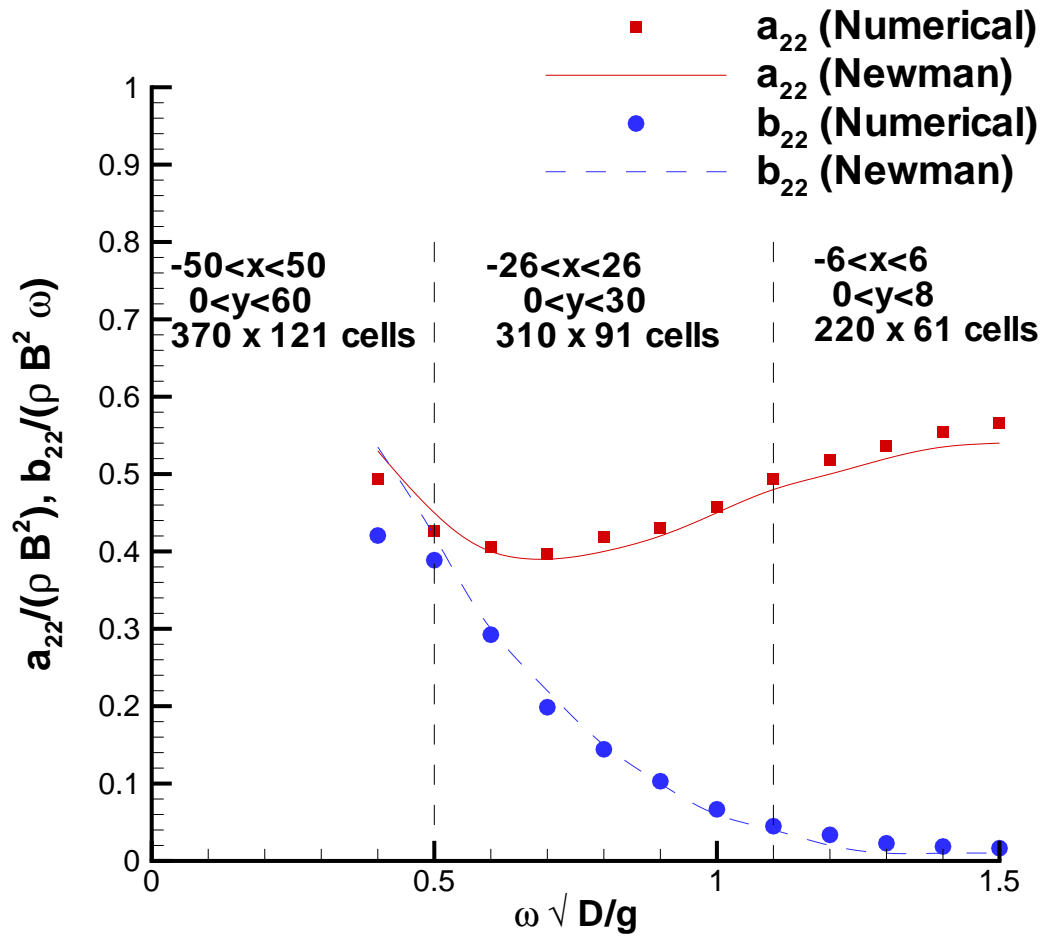 a₂₂ (Numerical)
a₂₂ (Newman)
b₂₂ (Numerical)
b₂₂ (Newman)
1
0.9
0.8
0.7
0.6
0.5
0.4
0.3
0.2
0.1
0
a₂₂/(ρ B²), b₂₂/(ρ B² ω)
-50<x<50
0<y<60
370 x 121 cells
-26<x<26
0<y<30
310 x 91 cells
-6<x<6
0<y<8
220 x 61 cells
0
0.5
1
1.5
ω √ D/g